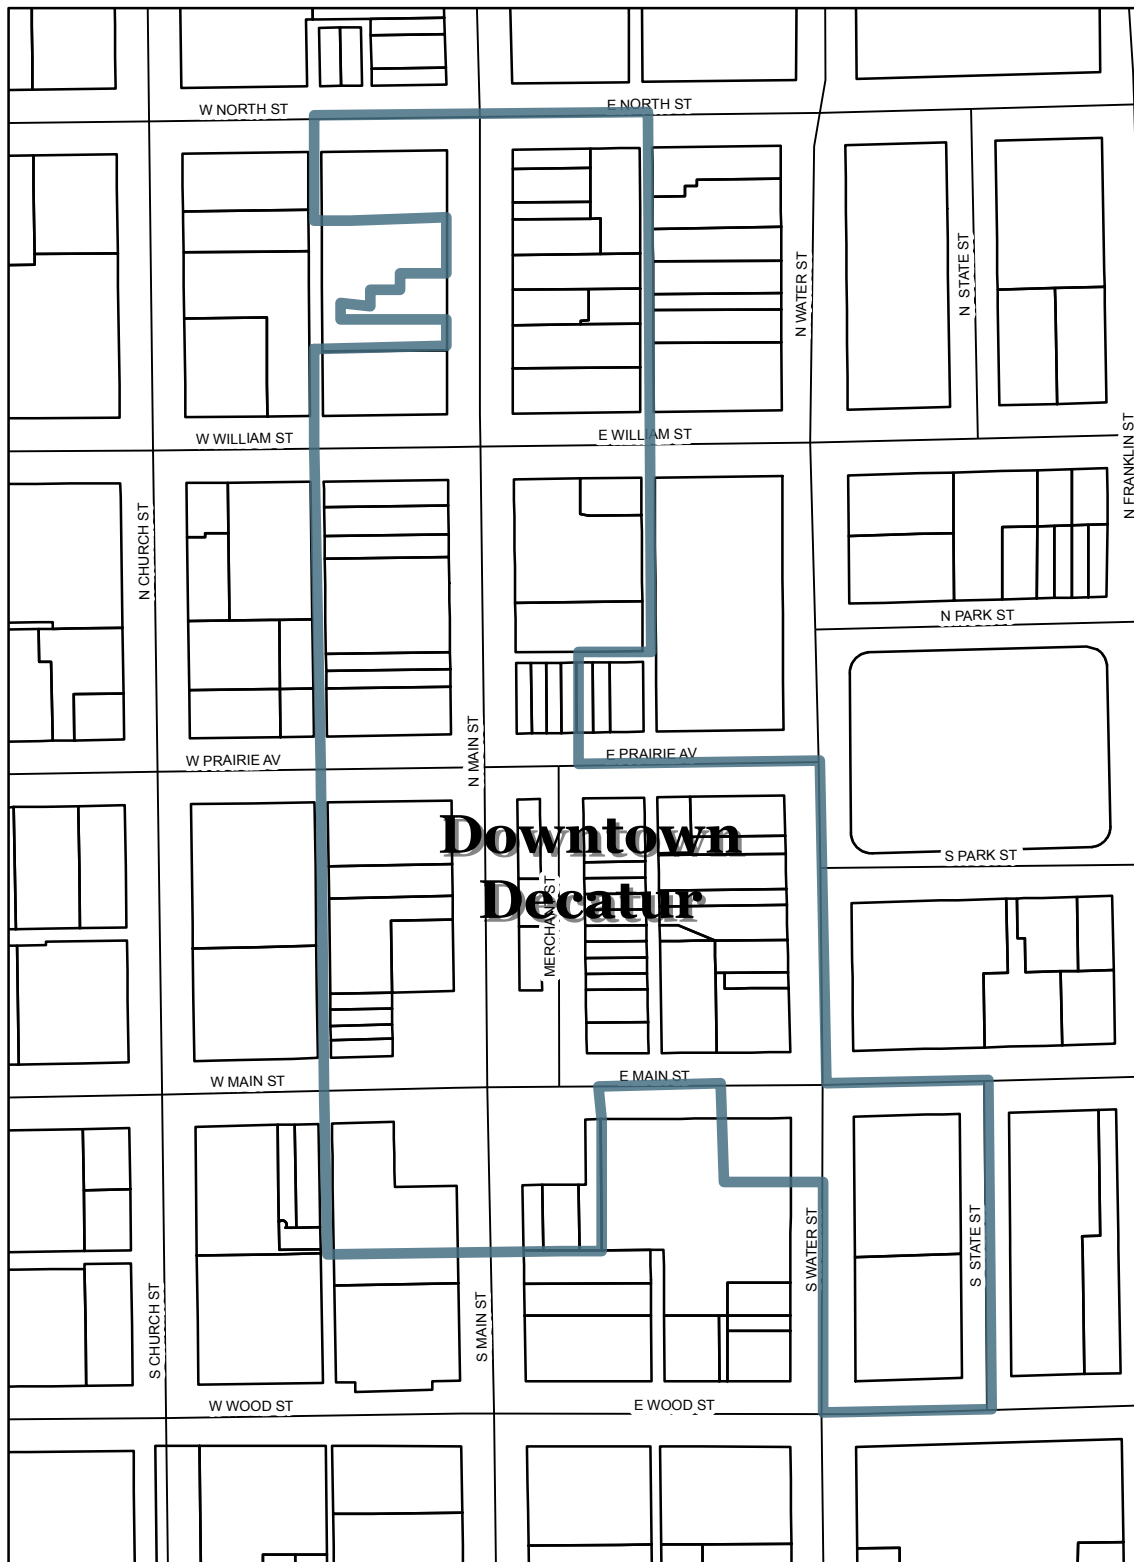 W NORTH ST
E NORTH ST
N WATER ST
N STATE ST
W WILLIAM ST
E WILLIAM ST
N FRANKLIN ST
N CHURCH ST
N PARK ST
N MAIN ST
W PRAIRIE AV
E PRAIRIE AV
Downtown
Decatur
S PARK ST
MERCHANT ST
W MAIN ST
E MAIN ST
S WATER ST
S STATE ST
S CHURCH ST
S MAIN ST
W WOOD ST
E WOOD ST